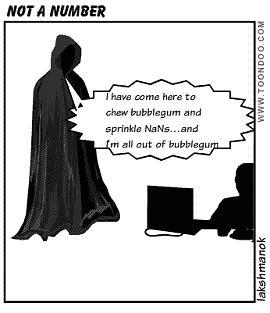 NOT A NUMBER
I have come here to
chew bubblegum and
sprinkle NaNs...and
I'm all out of bubblegum
WWW.TOONDOO.COM
lakshmanok